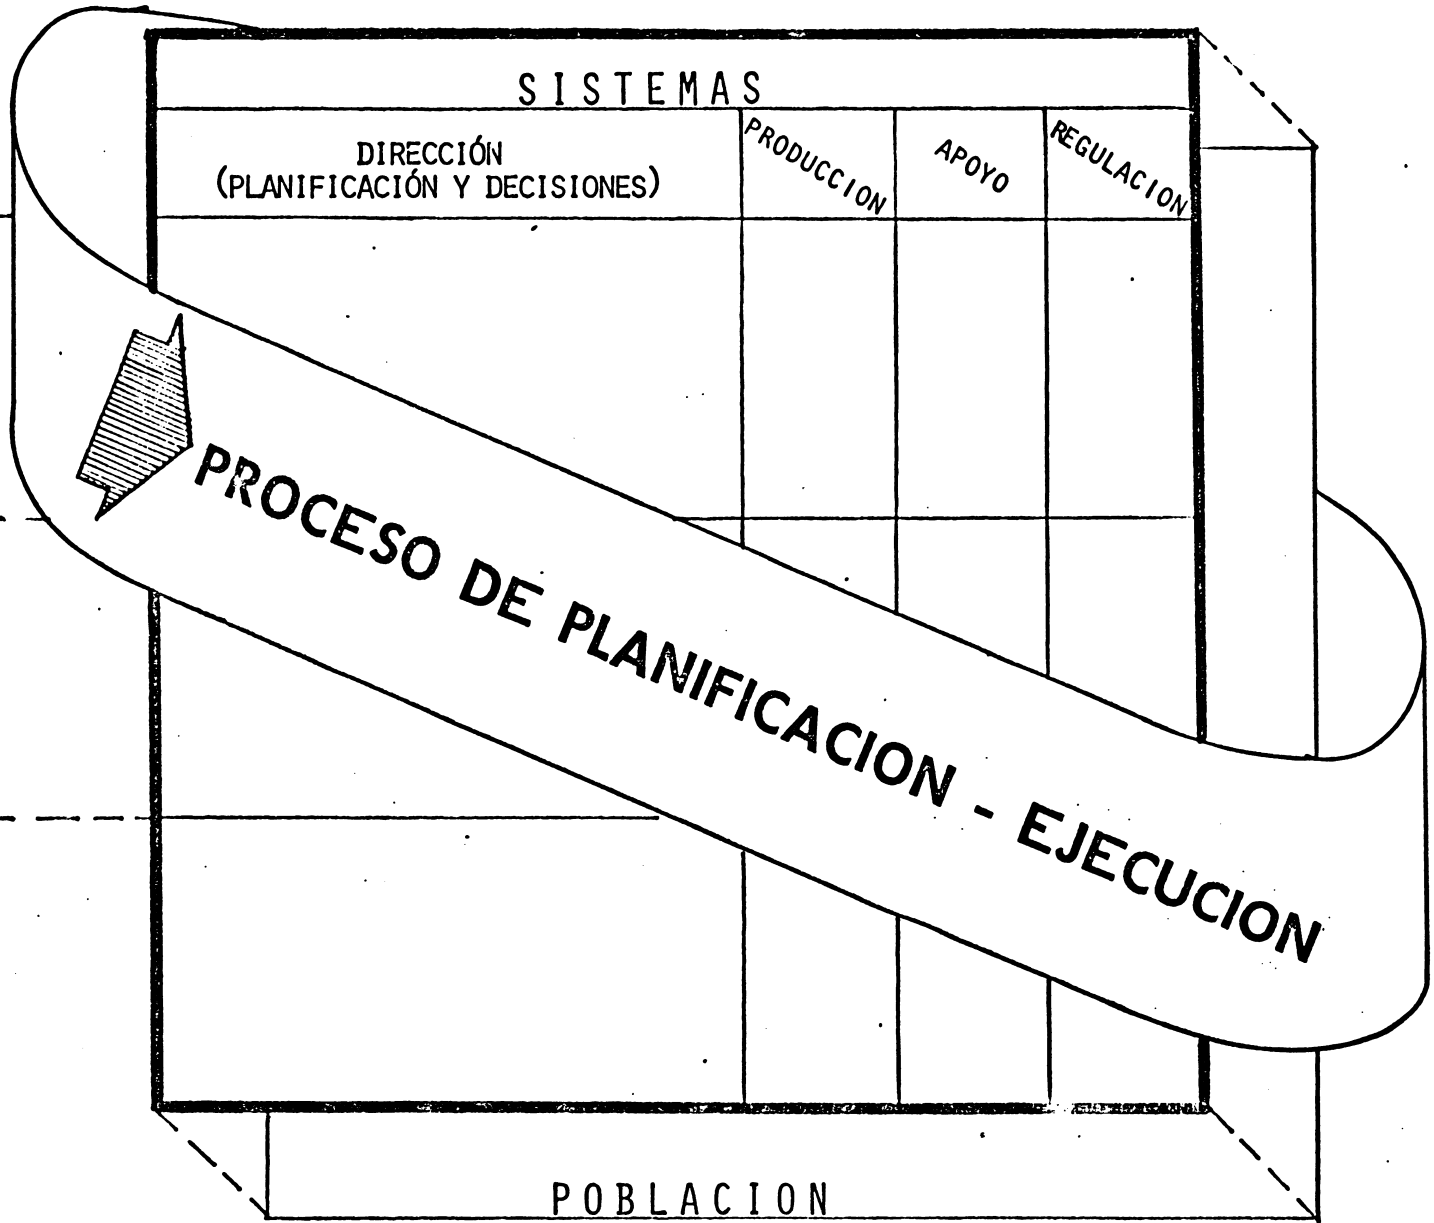 SISTEMAS
DIRECCIÓN
(PLANIFICACIÓN Y DECISIONES)
PRODUCCION
APOYO
REGULACION
PROCESO DE PLANIFICACION - EJECUCION
POBLACION